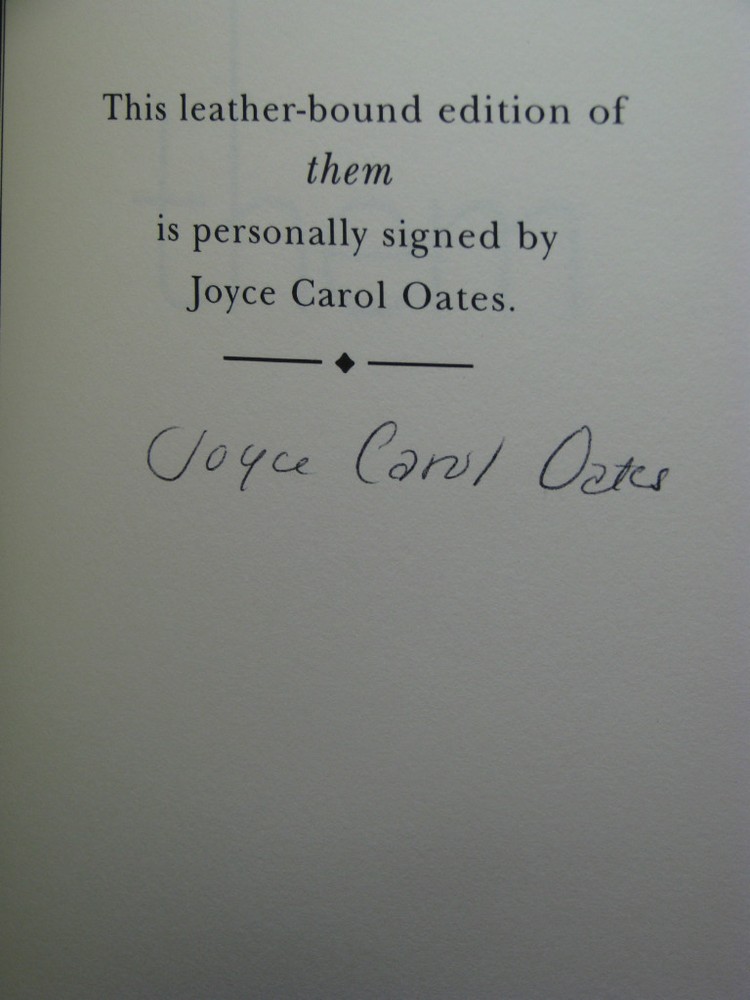 This leather-bound edition of
them
is personally signed by
Joyce Carol Oates.
Joyce Carol Oates